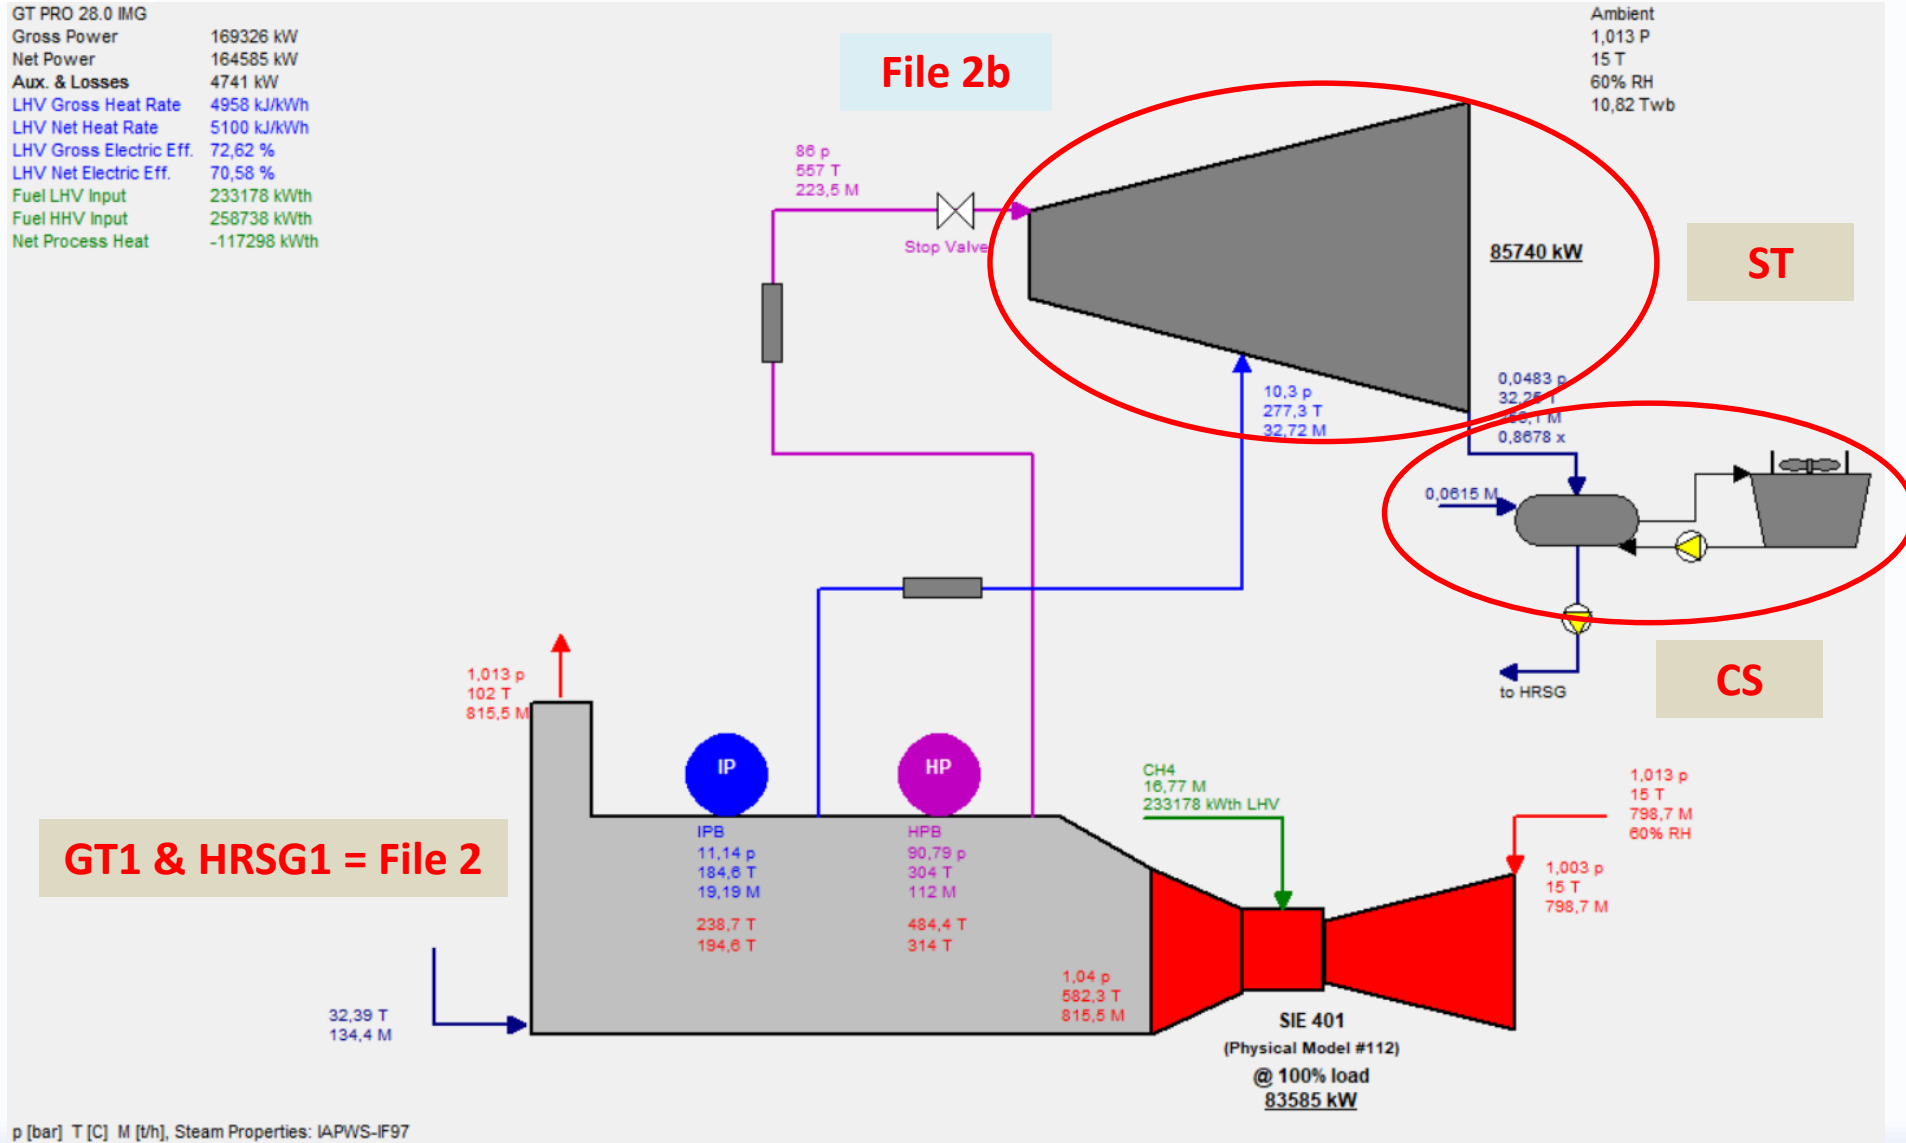 GT PRO 28.0 IMG
Gross Power 169326 kW
Net Power 164585 kW
Aux. & Losses 4741 kW
LHV Gross Heat Rate 4958 kJ/kWh
LHV Net Heat Rate 5100 kJ/kWh
LHV Gross Electric Eff. 72,62 %
LHV Net Electric Eff. 70,58 %
Fuel LHV Input 233178 kWth
Fuel HHV Input 258738 kWth
Net Process Heat -117298 kWth
File 2b
Ambient
1,013 P
15 T
60% RH
10,82 Twb
86 p
557 T
223,5 M
Stop Valve
85740 kW
ST
10,3 p
277,3 T
32,72 M
0,0483 p
32,25 T
M
0,8678 x
0,0615 M
to HRSG
CS
1,013 p
102 T
815,5 M
IP
HP
IPB
11,14 p
184,6 T
19,19 M
238,7 T
194,6 T
HPB
90,79 p
304 T
112 M
484,4 T
314 T
CH4
16,77 M
233178 kWth LHV
1,013 p
15 T
798,7 M
60% RH
1,003 p
15 T
798,7 M
GT1 & HRSG1 = File 2
1,04 p
582,3 T
815,5 M
32,39 T
134,4 M
SIE 401
(Physical Model #112)
@ 100% load
83585 kW
p [bar] T [C] M [t/h], Steam Properties: IAPWS-IF97